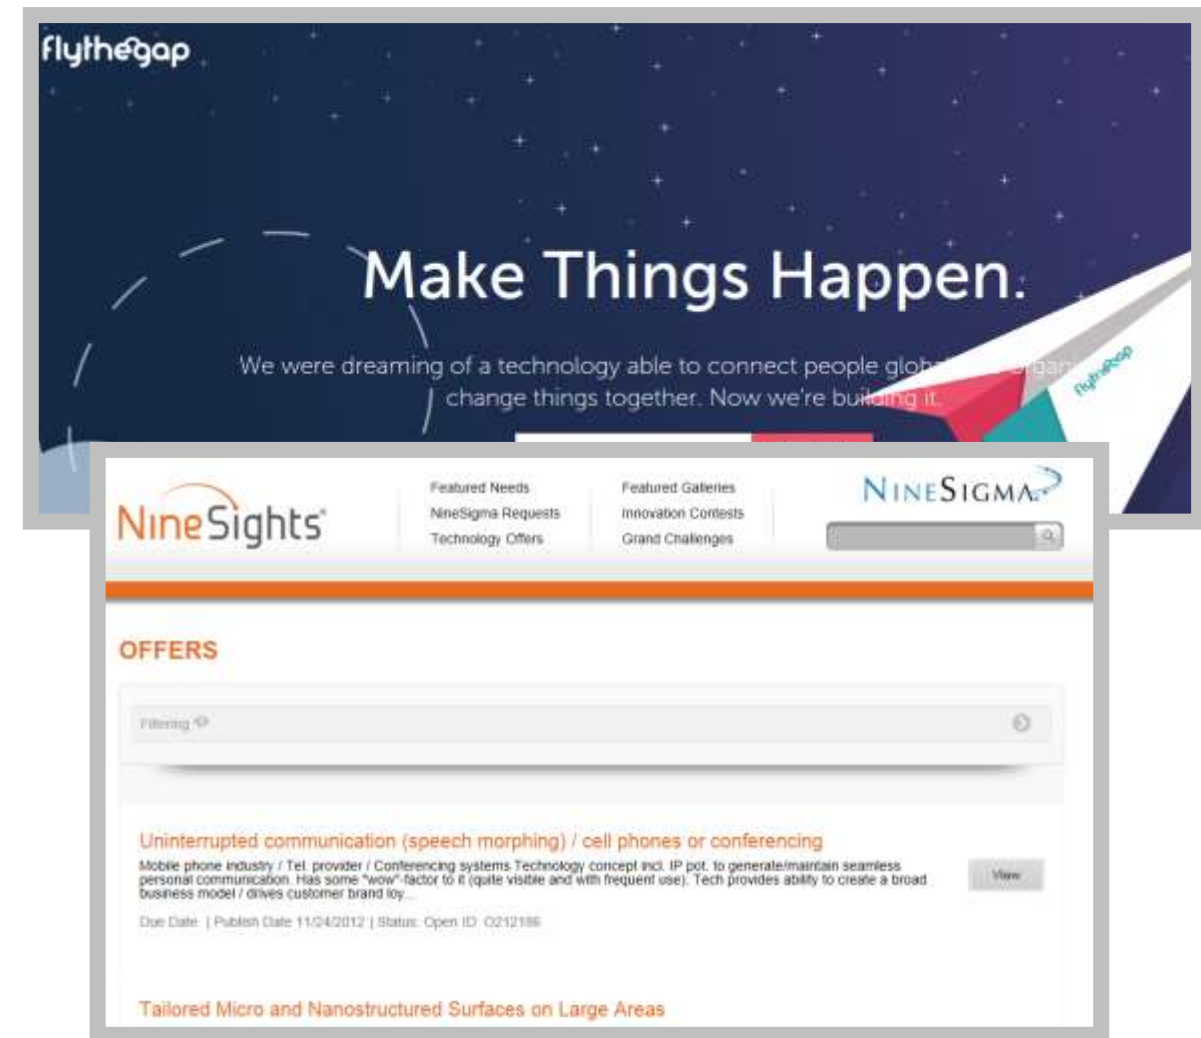 flythegap
Make Things Happen.
We were dreaming of a technology able to connect people
change things together. Now we're building it.
flythegap
NineSights
Featured Needs
NineSigma Requests
Technology Offers
Featured Galleries
Innovation Contests
Grand Challenges
NINESIGMA
OFFERS
Filtering
Uninterrupted communication (speech morphing) / cell phones or conferencing
Mobile phone industry / Tel. provider / Conferencing systems Technology concept incl. IP pot. to generate/maintain seamless
personal communication. Has some "wow"-factor to it (quite visible and with frequent use). Tech provides ability to create a broad
business model / drives customer brand loy...
View
Due Date: | Publish Date 11/24/2012 | Status: Open ID: O212186
Tailored Micro and Nanostructured Surfaces on Large Areas